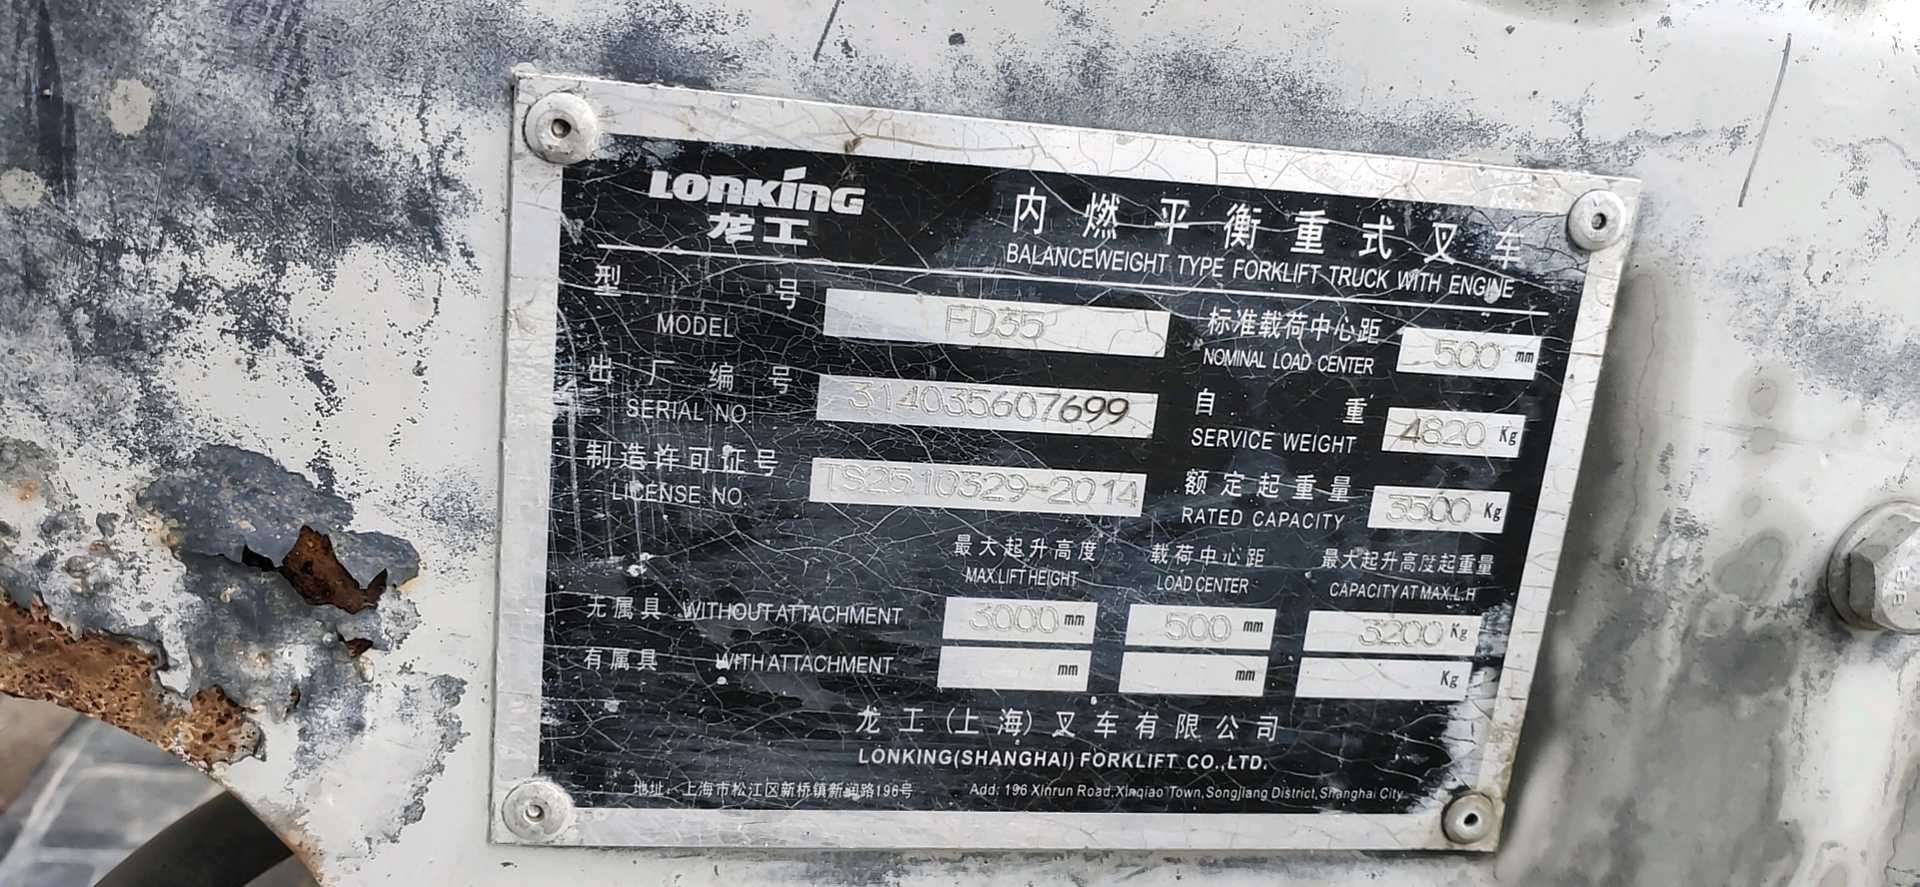 LONKING
龙工
内燃平衡重式叉车
BALANCEWEIGHT TYPE FORKLIFT TRUCK WITH ENGINE
型号 FD35
MODEL
标准载荷中心距 500 mm
NOMINAL LOAD CENTER
出厂编号 314035607699
SERIAL NO.
自重 4820 Kg
SERVICE WEIGHT
制造许可证号 TS2510329-2014
LICENSE NO.
额定起重量 3500 Kg
RATED CAPACITY
最大起升高度 载荷中心距 最大起升高度起重量
MAX.LIFT HEIGHT LOAD CENTER CAPACITY AT MAX.L.H
无属具 WITHOUT ATTACHMENT 3000 mm 500 mm 3200 Kg
有属具 WITH ATTACHMENT mm mm Kg
龙工(上海)叉车有限公司
LONKING(SHANGHAI) FORKLIFT CO.,LTD.
地址: 上海市松江区新桥镇新润路196号 Add: 196 Xinrun Road,Xinqiao Town,Songjiang District,Shanghai City
8.8